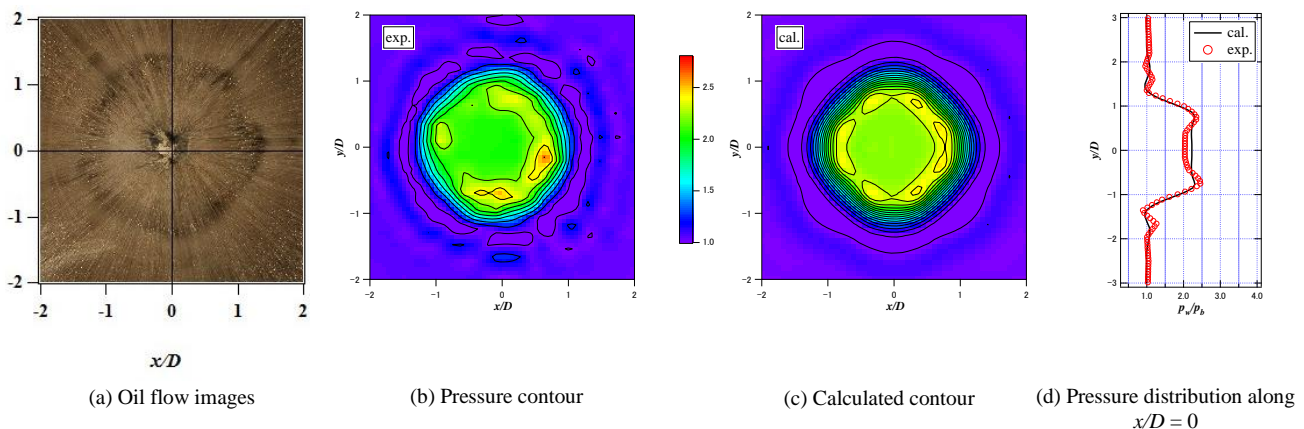 2
1
0
-1
-2
-2 -1 0 1 2
x/D
(a) Oil flow images
exp.
2
1
0
-1
-2
y/D
-2 -1 0 1 2
x/D
(b) Pressure contour
2.5
2.0
1.5
1.0
cal.
2
1
0
-1
-2
y/D
-2 -1 0 1 2
x/D
(c) Calculated contour
cal.
exp.
3
2
1
0
-1
-2
-3
y/D
1.0 2.0 3.0 4.0
p_w/p_b
(d) Pressure distribution along
x/D = 0